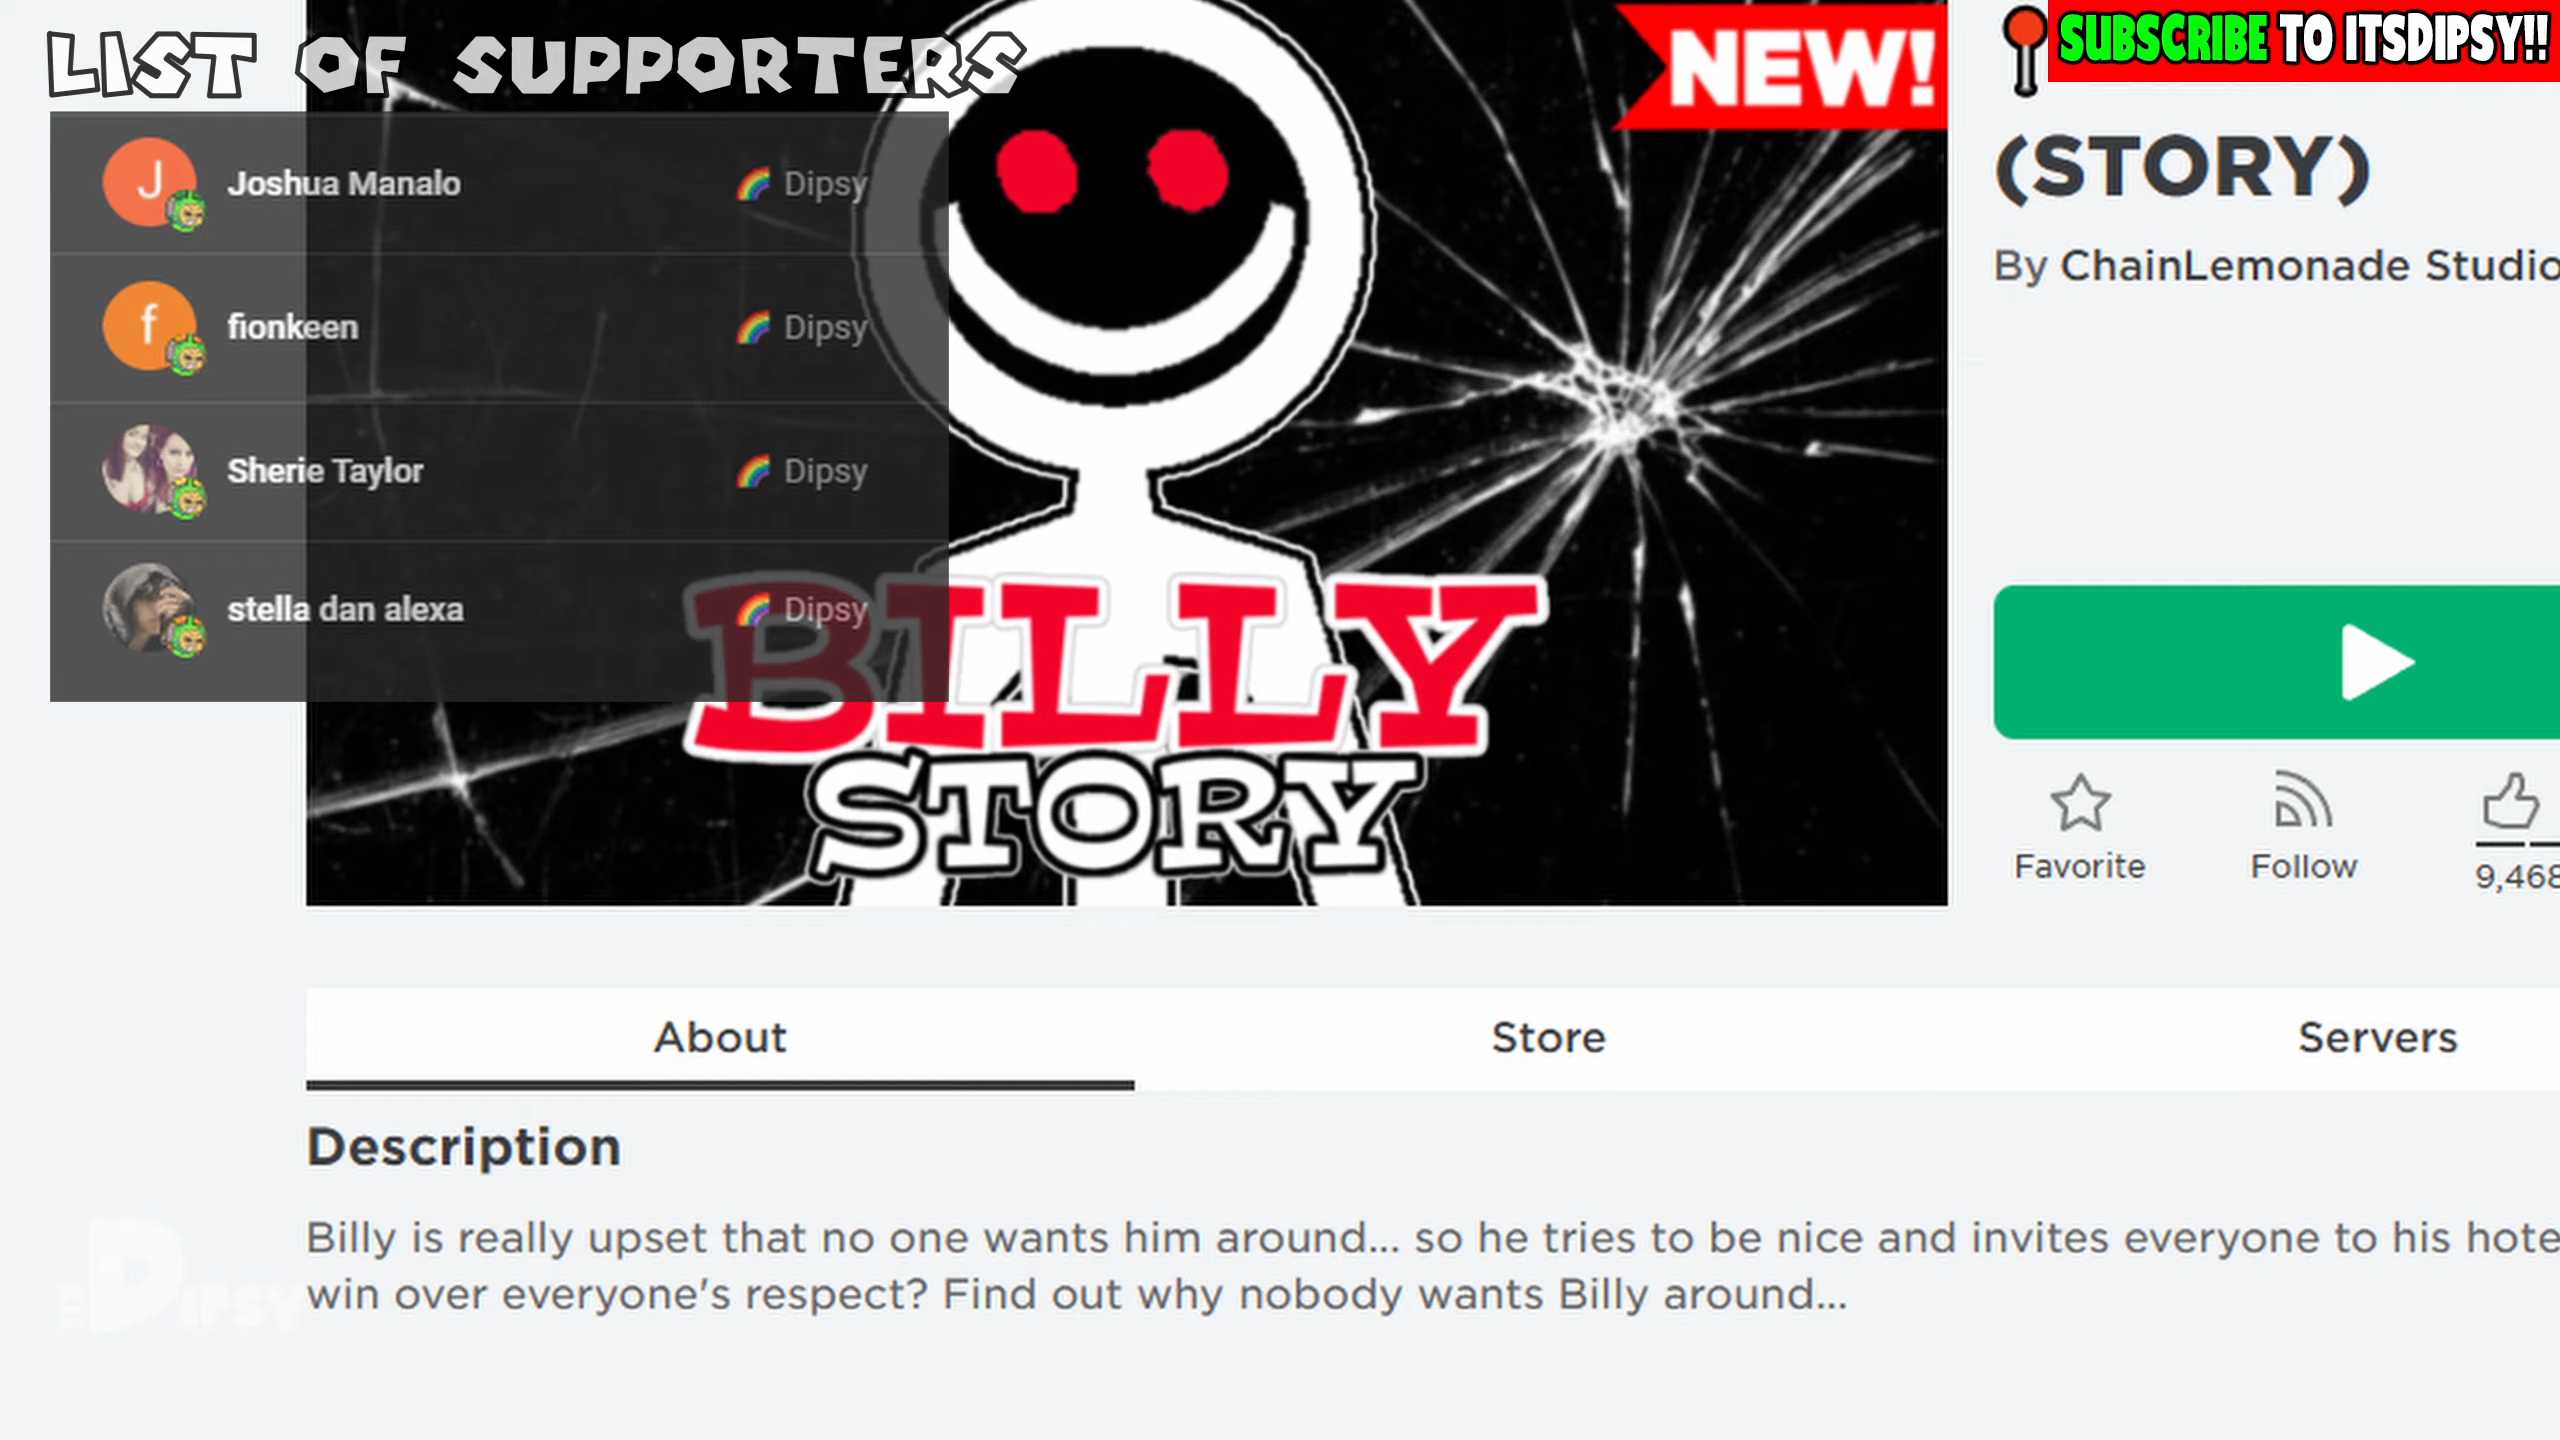 LIST OF SUPPORTERS
J Joshua Manalo Dipsy
f fionkeen Dipsy
Sherie Taylor Dipsy
stella dan alexa Dipsy
NEW!
BILLY
STORY
SUBSCRIBE TO ITSDIPSY!!
(STORY)
By ChainLemonade Studio
Favorite
Follow
9,468
About
Store
Servers
Description
Billy is really upset that no one wants him around... so he tries to be nice and invites everyone to his hote
win over everyone's respect? Find out why nobody wants Billy around...
DIPSY